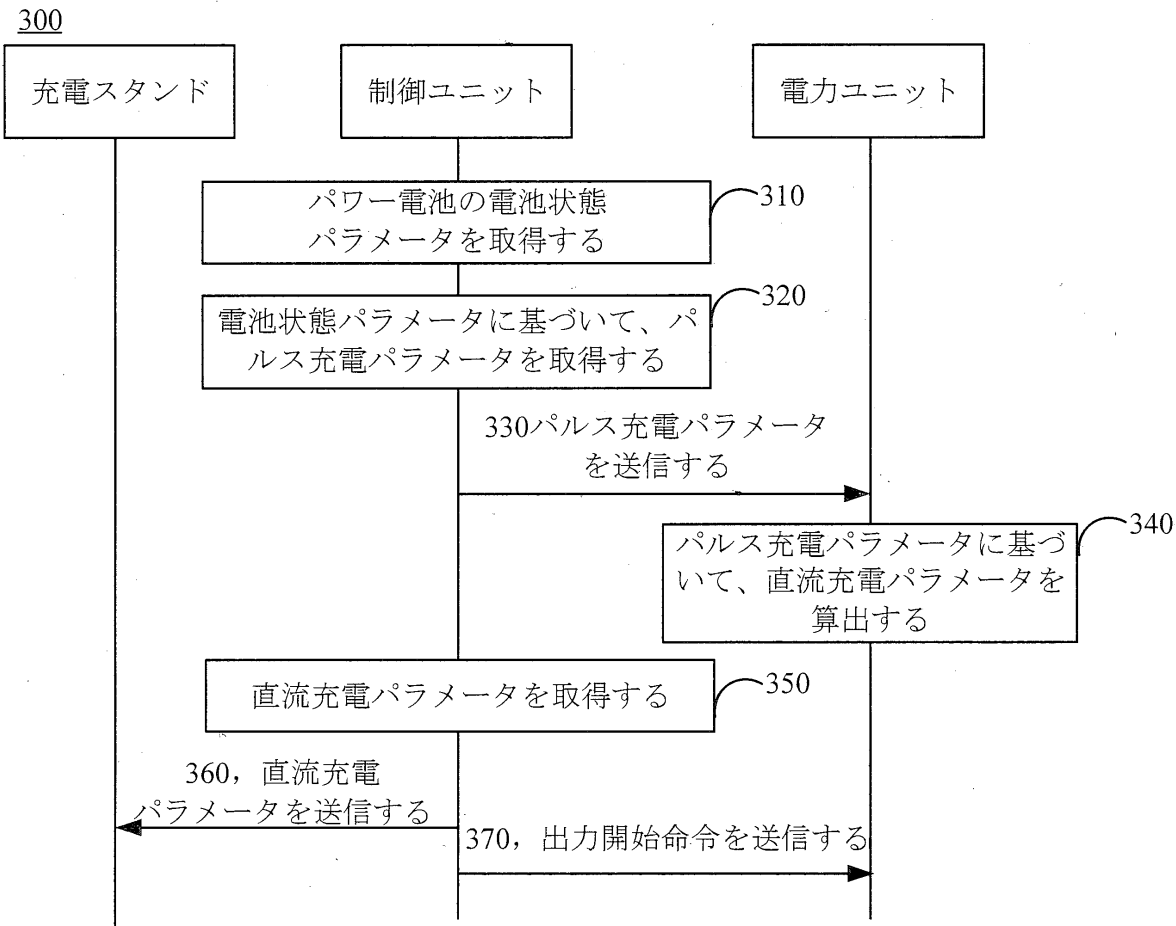 300
充電スタンド
制御ユニット
電力ユニット
パワー電池の電池状態
パラメータを取得する
310
電池状態パラメータに基づいて、パ
ルス充電パラメータを取得する
320
330パルス充電パラメータ
を送信する
パルス充電パラメータに基づ
いて、直流充電パラメータを
算出する
340
直流充電パラメータを取得する
350
360，直流充電
パラメータを送信する
370，出力開始命令を送信する